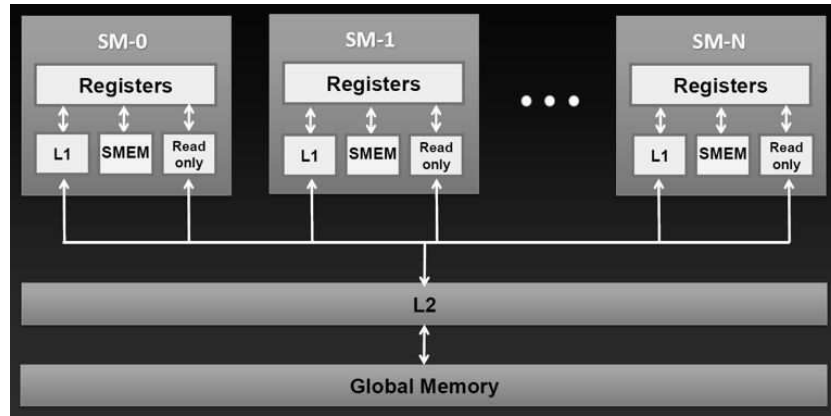 SM-0
Registers
L1
SMEM
Read
only
SM-1
Registers
L1
SMEM
Read
only
SM-N
Registers
L1
SMEM
Read
only
L2
Global Memory